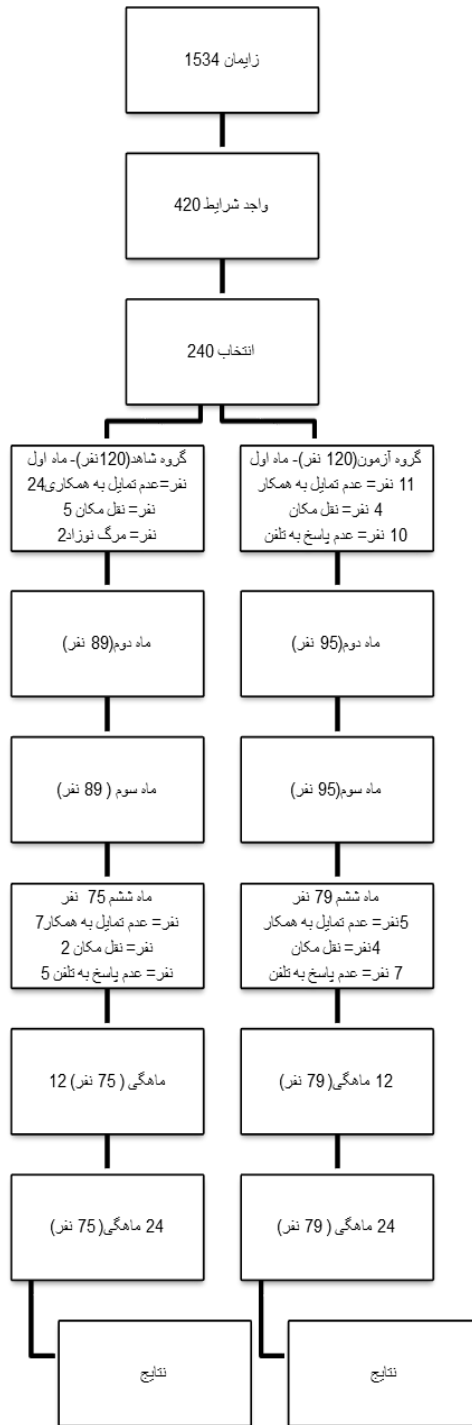 زایمان 1534
واجد شرایط 420
انتخاب 240
گروه آزمون(120 نفر)- ماه اول
11 نفر= عدم تمایل به همکار
4 نفر= نقل مکان
10 نفر= عدم پاسخ به تلفن
گروه شاهد(120نفر)- ماه اول
نفر=عدم تمایل به همکاری24
نفر= نقل مکان 5
نفر= مرگ نوزاد2
ماه دوم(95 نفر)
ماه دوم(89 نفر)
ماه سوم(95 نفر)
ماه سوم ( 89 نفر)
ماه ششم 79 نفر
5نفر= عدم تمایل به همکار
4نفر= نقل مکان
7 نفر= عدم پاسخ به تلفن
ماه ششم 75 نفر
نفر= عدم تمایل به همکار7
نفر= نقل مکان 2
نفر= عدم پاسخ به تلفن 5
12 ماهگی( 79 نفر)
ماهگی ( 75 نفر) 12
24 ماهگی ( 79 نفر)
24 ماهگی( 75 نفر)
نتایج
نتایج